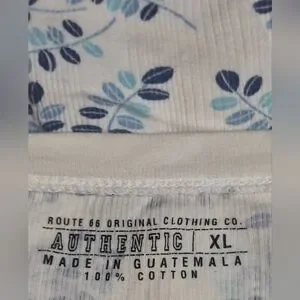 ROUTE 66 ORIGINAL CLOTHING CO.
AUTHENTIC | XL
MADE IN GUATEMALA
100% COTTON